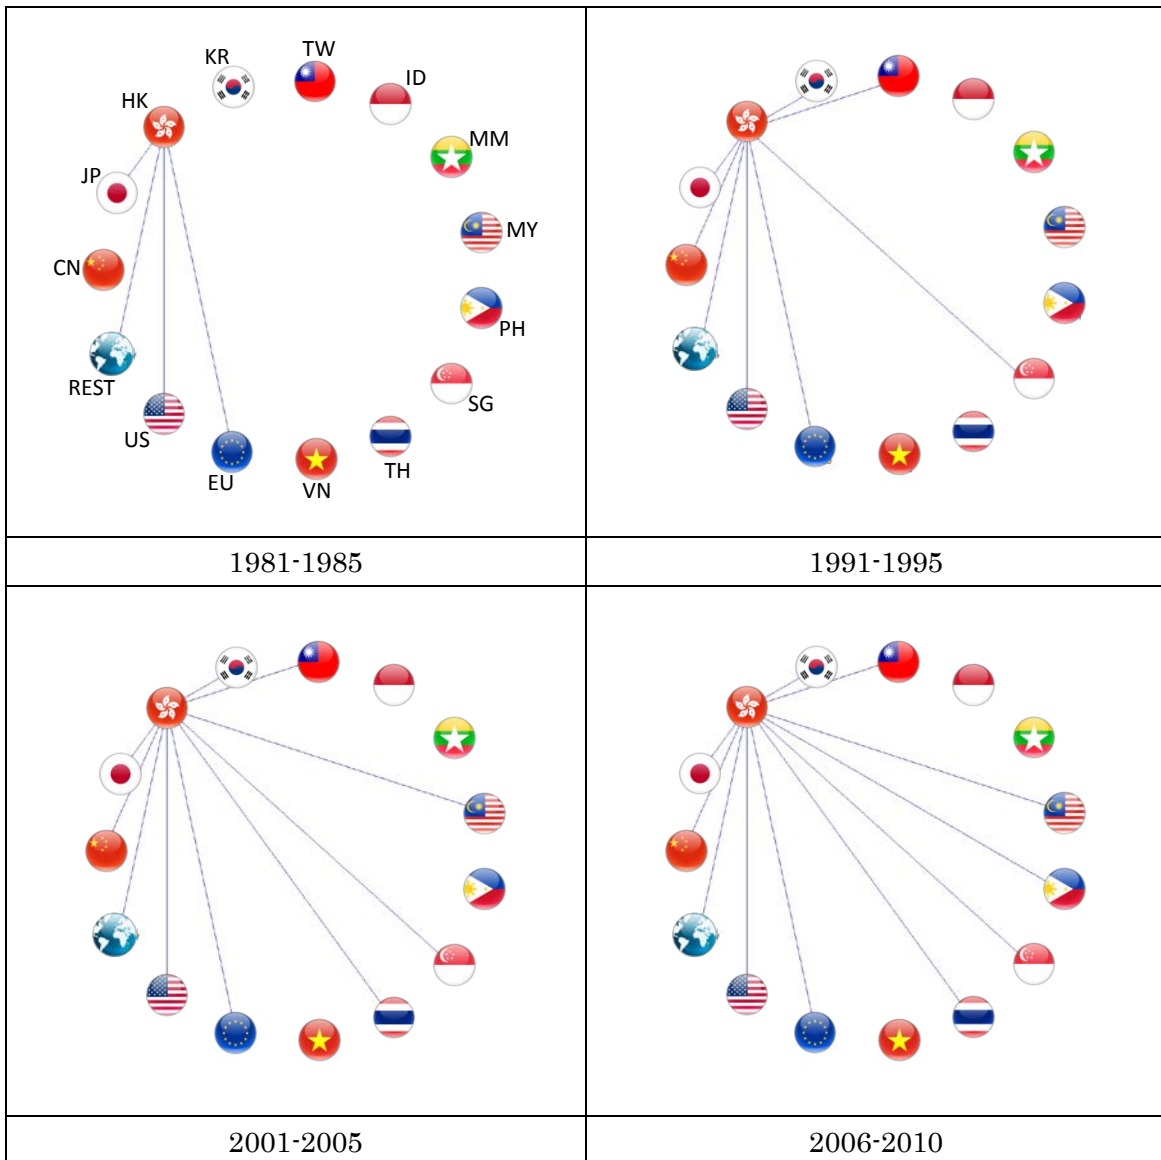 TW
KR
ID
HK
MM
JP
MY
CN
PH
REST
SG
US
TH
EU
VN
1981-1985
1991-1995
2001-2005
2006-2010